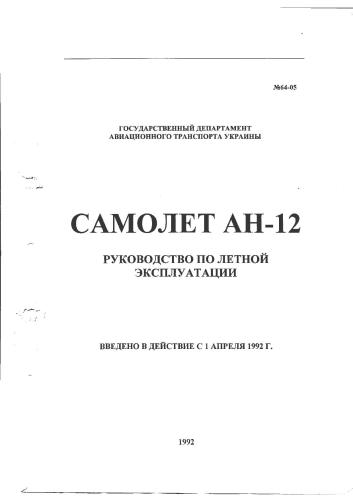 №64-05
ГОСУДАРСТВЕННЫЙ ДЕПАРТАМЕНТ
АВИАЦИОННОГО ТРАНСПОРТА УКРАИНЫ
САМОЛЕТ АН-12
РУКОВОДСТВО ПО ЛЕТНОЙ
ЭКСПЛУАТАЦИИ
ВВЕДЕНО В ДЕЙСТВИЕ С 1 АПРЕЛЯ 1992 Г.
1992